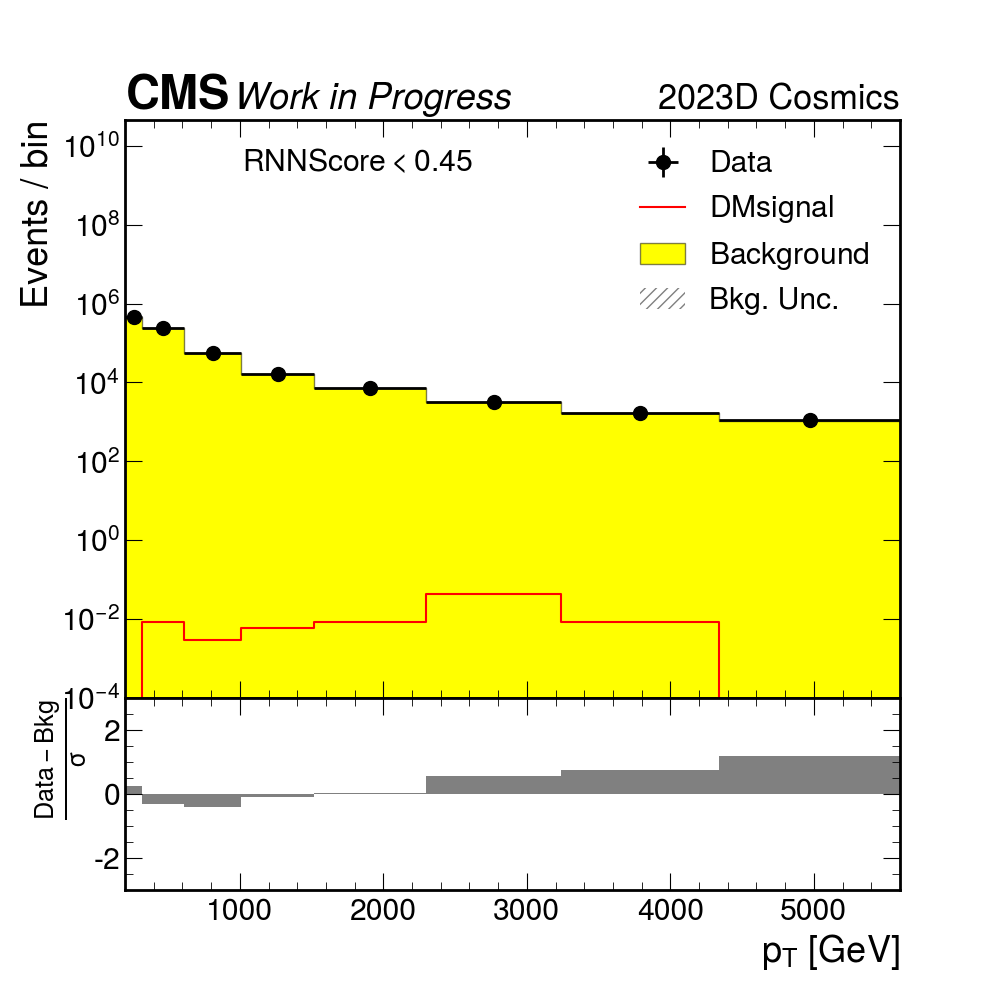 CMS Work in Progress 2023D Cosmics
Events / bin
RNNScore < 0.45
Data
DMsignal
Background
Bkg. Unc.
10^10
10^8
10^6
10^4
10^2
10^0
10^−2
10^−4
Data − Bkg
σ
2
0
-2
1000 2000 3000 4000 5000
p_T [GeV]